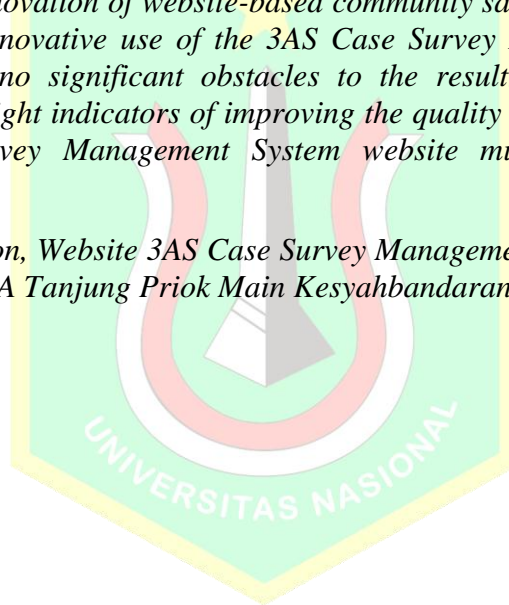 novation of website-based community sa
novative use of the 3AS Case Survey
no significant obstacles to the result
ight indicators of improving the quality
vey Management System website mu
on, Website 3AS Case Survey Manageme
A Tanjung Priok Main Kesyahbandaran
UNIVERSITAS NASIONAL